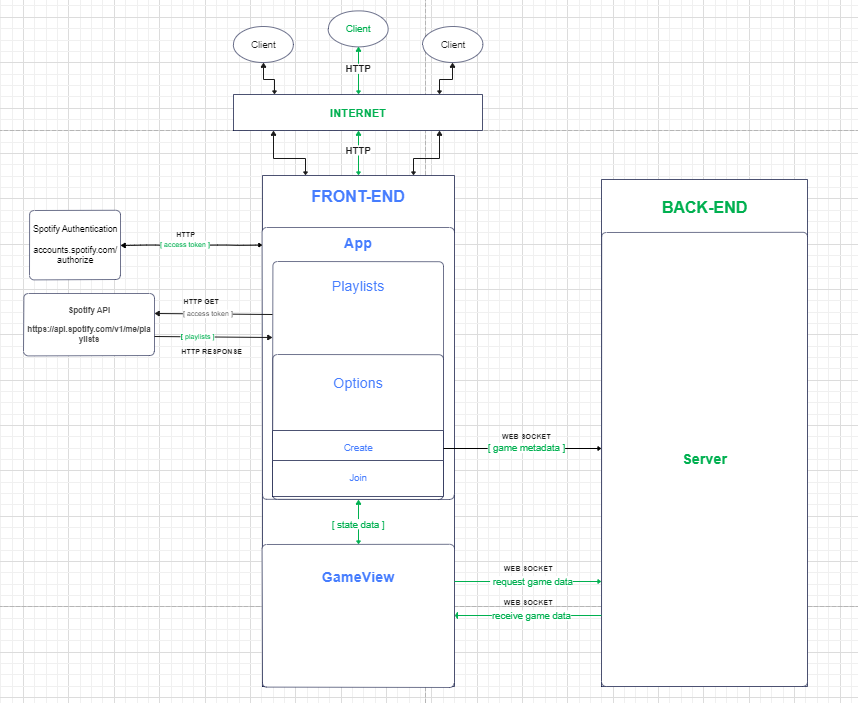 Client
Client
Client
HTTP
INTERNET
HTTP
FRONT-END
BACK-END
Spotify Authentication
accounts.spotify.com/
authorize
HTTP
[ access token ]
App
Playlists
Spotify API
https://api.spotify.com/v1/me/pla
ylists
HTTP GET
[ access token ]
[ playlists ]
HTTP RESPONSE
Options
Create
Join
WEB SOCKET
[ game metadata ]
Server
[ state data ]
GameView
WEB SOCKET
request game data
WEB SOCKET
receive game data